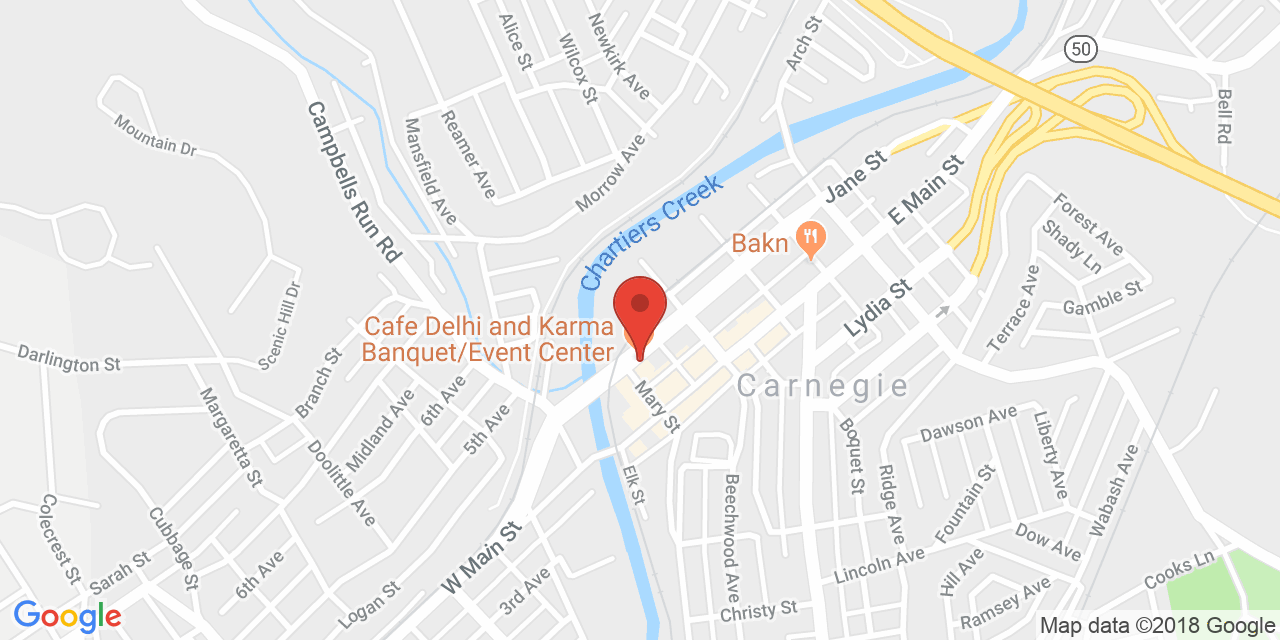 Alice St
Wilcox St
Newkirk Ave
Arch St
50
Bell Rd
Mountain Dr
Campbells Run Rd
Mansfield Ave
Reamer Ave
Morrow Ave
Chartiers Creek
Jane St
E Main St
Forest Ave
Shady Ln
Bakn
Terrace Ave
Gamble St
Lydia St
Scenic Hill Dr
Cafe Delhi and Karma
Banquet/Event Center
Darlington St
Branch St
Carnegie
Mary St
Midland Ave
6th Ave
5th Ave
Margaretta St
Doolittle Ave
Dawson Ave
Liberty Ave
Boquet St
Ridge Ave
Wabash Ave
Fountain St
Elk St
Beechwood Ave
Colecrest St
Cubbage St
W Main St
Dow Ave
Lincoln Ave
Hill Ave
Cooks Ln
Sarah St
6th Ave
Logan St
3rd Ave
Christy St
Ramsey Ave
Google
Map data ©2018 Google